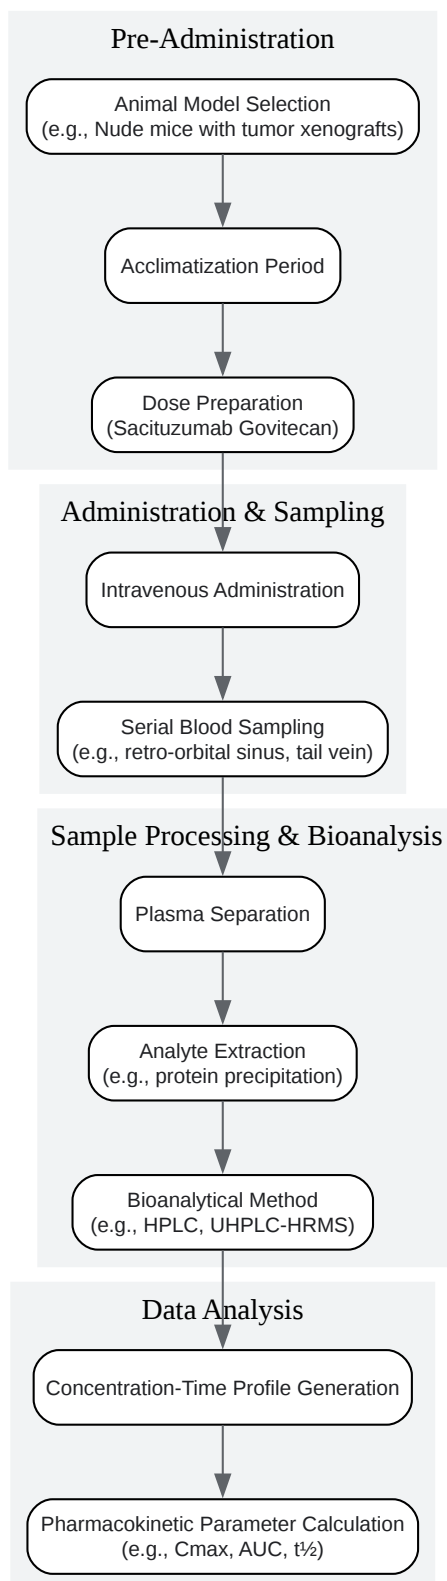 Pre-Administration
Animal Model Selection
(e.g., Nude mice with tumor xenografts)
Acclimatization Period
Dose Preparation
(Sacituzumab Govitecan)
Administration & Sampling
Intravenous Administration
Serial Blood Sampling
(e.g., retro-orbital sinus, tail vein)
Sample Processing & Bioanalysis
Plasma Separation
Analyte Extraction
(e.g., protein precipitation)
Bioanalytical Method
(e.g., HPLC, UHPLC-HRMS)
Data Analysis
Concentration-Time Profile Generation
Pharmacokinetic Parameter Calculation
(e.g., Cmax, AUC, t½)